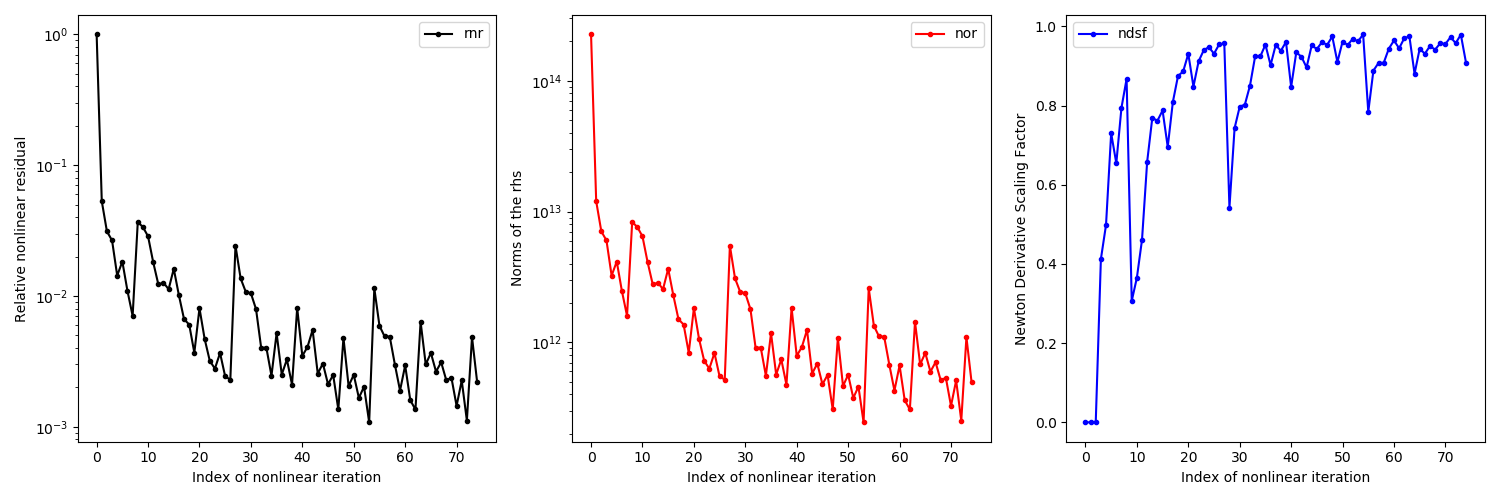 Relative nonlinear residual
10⁰
10⁻¹
10⁻²
10⁻³
rnr
0 10 20 30 40 50 60 70
Index of nonlinear iteration
Norms of the rhs
10¹⁴
10¹³
10¹²
nor
0 10 20 30 40 50 60 70
Index of nonlinear iteration
Newton Derivative Scaling Factor
1.0
0.8
0.6
0.4
0.2
0.0
ndsf
0 10 20 30 40 50 60 70
Index of nonlinear iteration